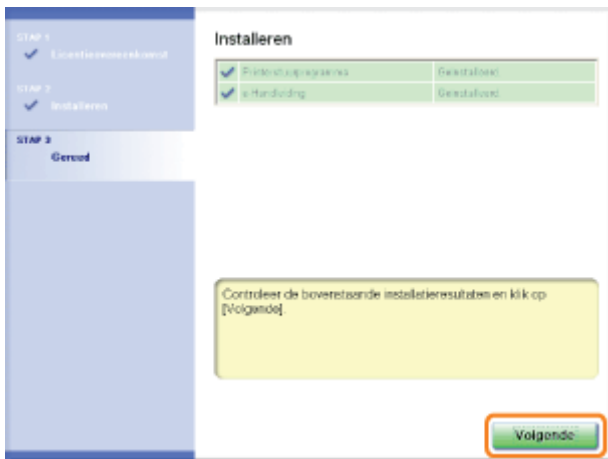 STAP 1
Licentieovereenkomst
STAP 2
Installeren
STAP 3
Gereed
Installeren
Printerstuurprogramma Geïnstalleerd
e-Handleiding Geïnstalleerd
Controleer de bovenstaande installatieresultaten en klik op
[Volgende].
Volgende